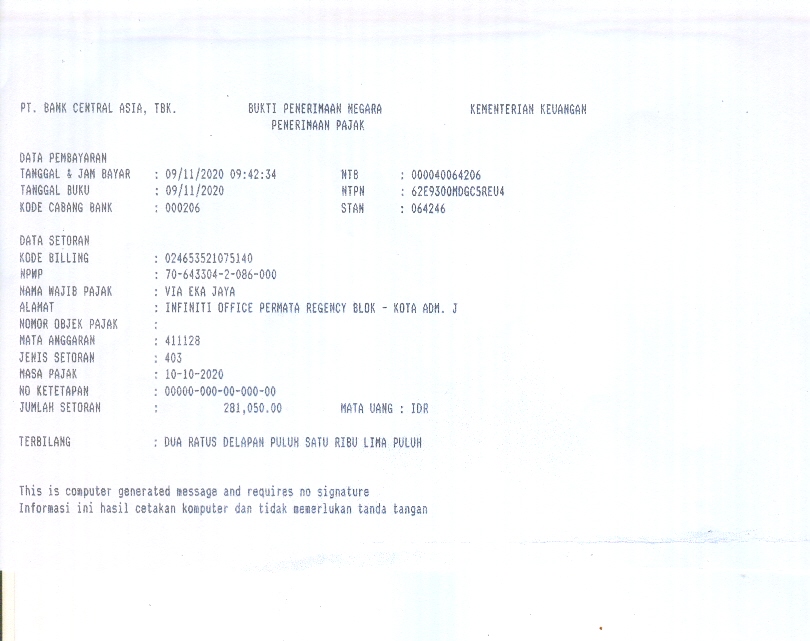 PT. BANK CENTRAL ASIA, TBK. BUKTI PENERIMAAN NEGARA KEMENTERIAN KEUANGAN
PENERIMAAN PAJAK
DATA PEMBAYARAN
TANGGAL & JAM BAYAR : 09/11/2020 09:42:34 NTB : 000040064206
TANGGAL BUKU : 09/11/2020 NTPN : 62E9300MDGC5REU4
KODE CABANG BANK : 000206 STAN : 064246
DATA SETORAN
KODE BILLING : 024653521075140
NPWP : 70-643304-2-086-000
NAMA WAJIB PAJAK : VIA EKA JAYA
ALAMAT : INFINITI OFFICE PERMATA REGENCY BLOK - KOTA ADM. J
NOMOR OBJEK PAJAK :
MATA ANGGARAN : 411128
JENIS SETORAN : 403
MASA PAJAK : 10-10-2020
NO KETETAPAN : 00000-000-00-000-00
JUMLAH SETORAN : 281,050.00 MATA UANG : IDR
TERBILANG : DUA RATUS DELAPAN PULUH SATU RIBU LIMA PULUH
This is computer generated message and requires no signature
Informasi ini hasil cetakan komputer dan tidak memerlukan tanda tangan